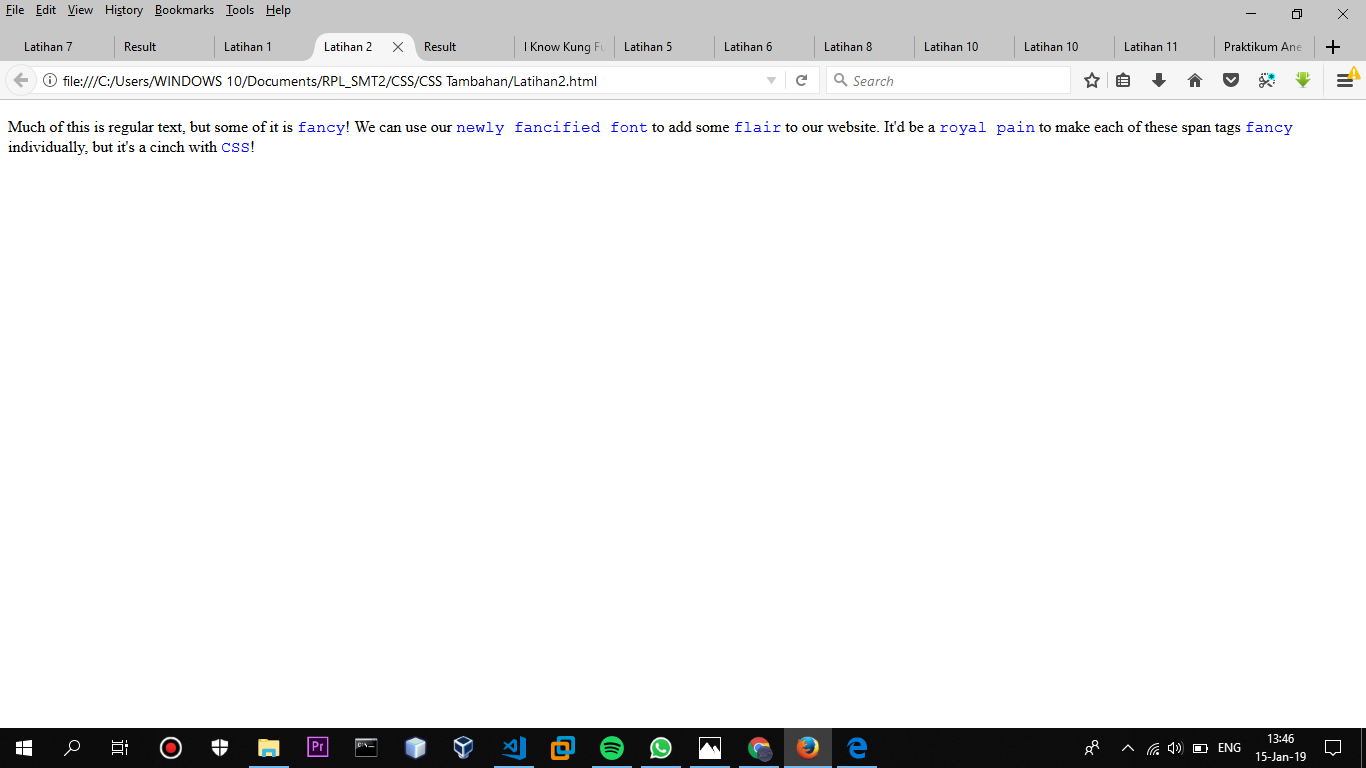 File Edit View History Bookmarks Tools Help
Latihan 7 Result Latihan 1 Latihan 2 Result I Know Kung Fu Latihan 5 Latihan 6 Latihan 8 Latihan 10 Latihan 10 Latihan 11 Praktikum Ane
file:///C:/Users/WINDOWS 10/Documents/RPL_SMT2/CSS/CSS Tambahan/Latihan2.html Search
Much of this is regular text, but some of it is fancy! We can use our newly fancified font to add some flair to our website. It'd be a royal pain to make each of these span tags fancy
individually, but it's a cinch with CSS!
Pr ENG 13:46
15-Jan-19